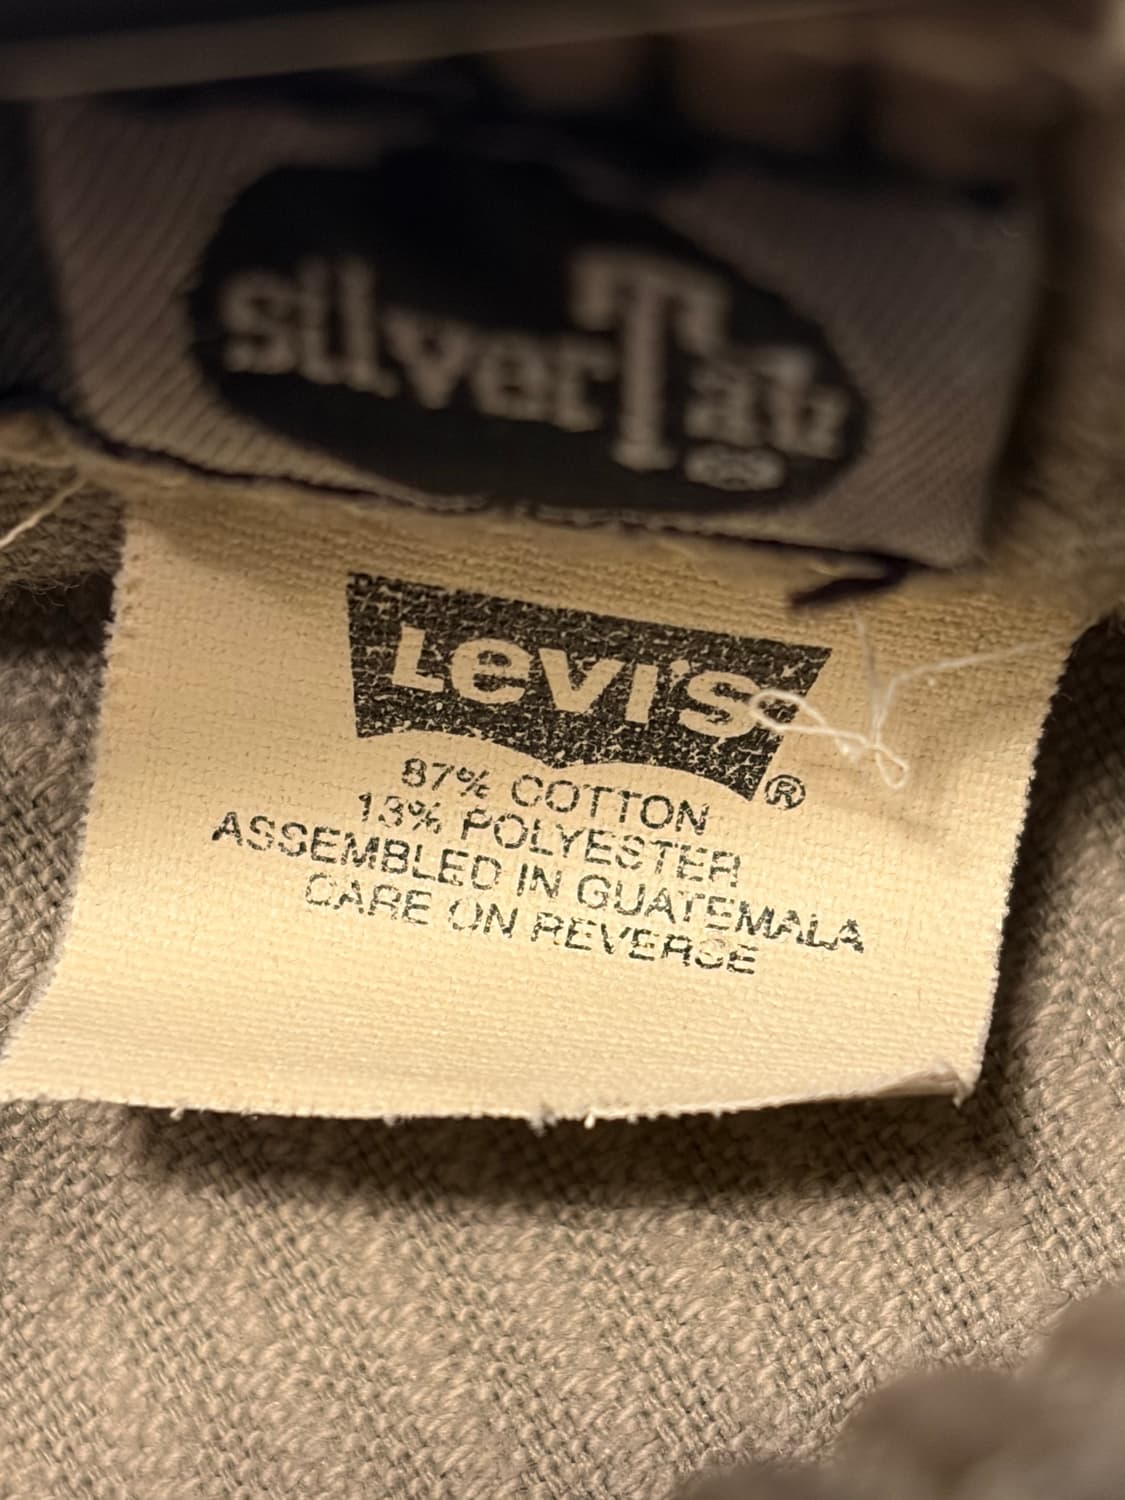 silverTab
Levi's ®
87% COTTON
13% POLYESTER
ASSEMBLED IN GUATEMALA
CARE ON REVERSE